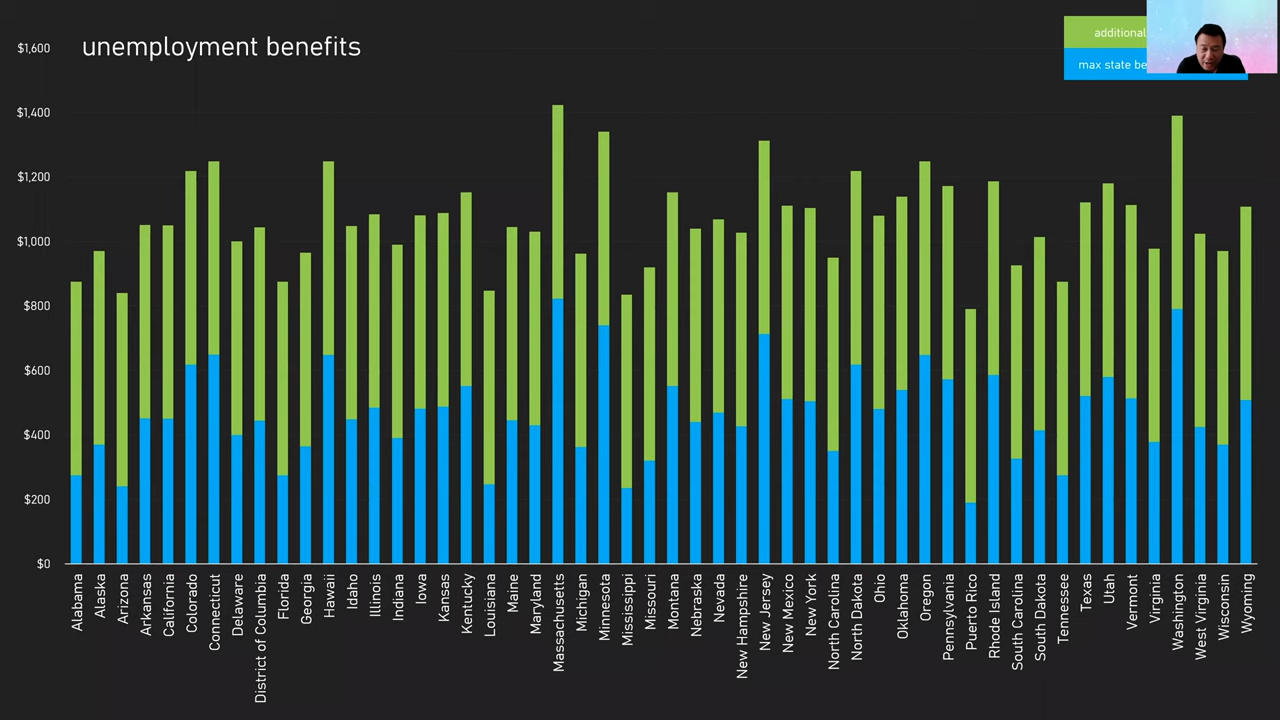 unemployment benefits
additional
max state be
$1,600
$1,400
$1,200
$1,000
$800
$600
$400
$200
$0
Alabama
Alaska
Arizona
Arkansas
California
Colorado
Connecticut
Delaware
District of Columbia
Florida
Georgia
Hawaii
Idaho
Illinois
Indiana
Iowa
Kansas
Kentucky
Louisiana
Maine
Maryland
Massachusetts
Michigan
Minnesota
Mississippi
Missouri
Montana
Nebraska
Nevada
New Hampshire
New Jersey
New Mexico
New York
North Carolina
North Dakota
Ohio
Oklahoma
Oregon
Pennsylvania
Puerto Rico
Rhode Island
South Carolina
South Dakota
Tennessee
Texas
Utah
Vermont
Virginia
Washington
West Virginia
Wisconsin
Wyoming